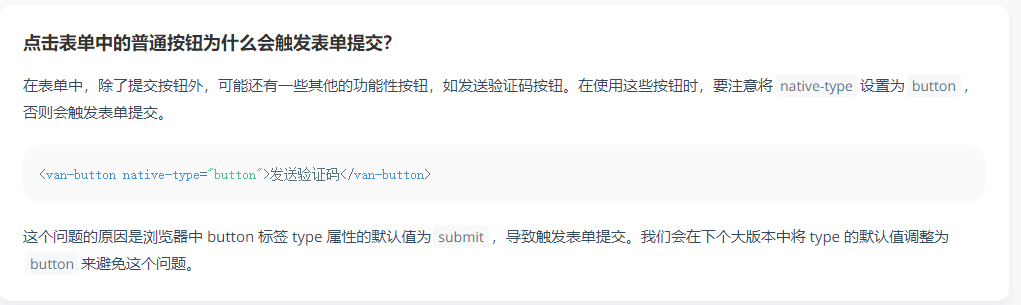 点击表单中的普通按钮为什么会触发表单提交？
在表单中，除了提交按钮外，可能还有一些其他的功能性按钮，如发送验证码按钮。在使用这些按钮时，要注意将 native-type 设置为 button ，
否则会触发表单提交。
<van-button native-type="button">发送验证码</van-button>
这个问题的原因是浏览器中 button 标签 type 属性的默认值为 submit ，导致触发表单提交。我们会在下个大版本中将 type 的默认值调整为
button 来避免这个问题。